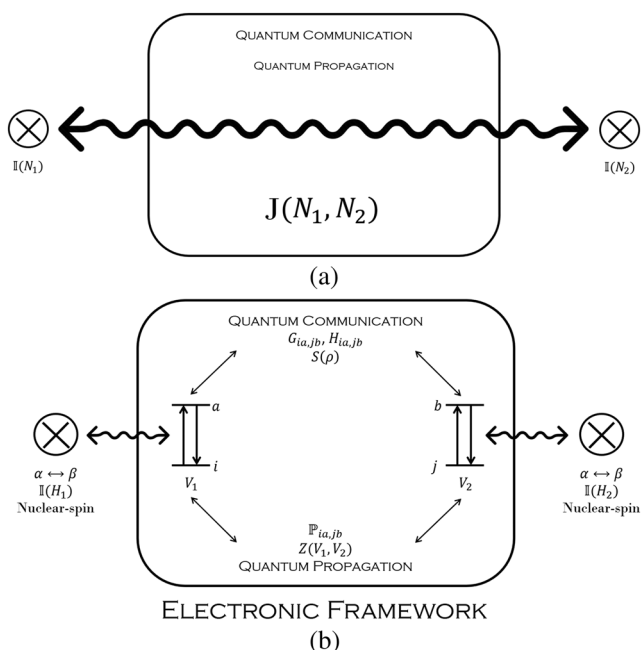 QUANTUM COMMUNICATION
QUANTUM PROPAGATION
𝕀(N₁)
𝕀(N₂)
J(N₁, N₂)
(a)
QUANTUM COMMUNICATION
G_{ia,jb}, H_{ia,jb}
S(ρ)
a
b
i
j
V₁
V₂
α ↔ β
α ↔ β
𝕀(H₁)
𝕀(H₂)
Nuclear-spin
Nuclear-spin
ℙ_{ia,jb}
Z(V₁, V₂)
QUANTUM PROPAGATION
ELECTRONIC FRAMEWORK
(b)